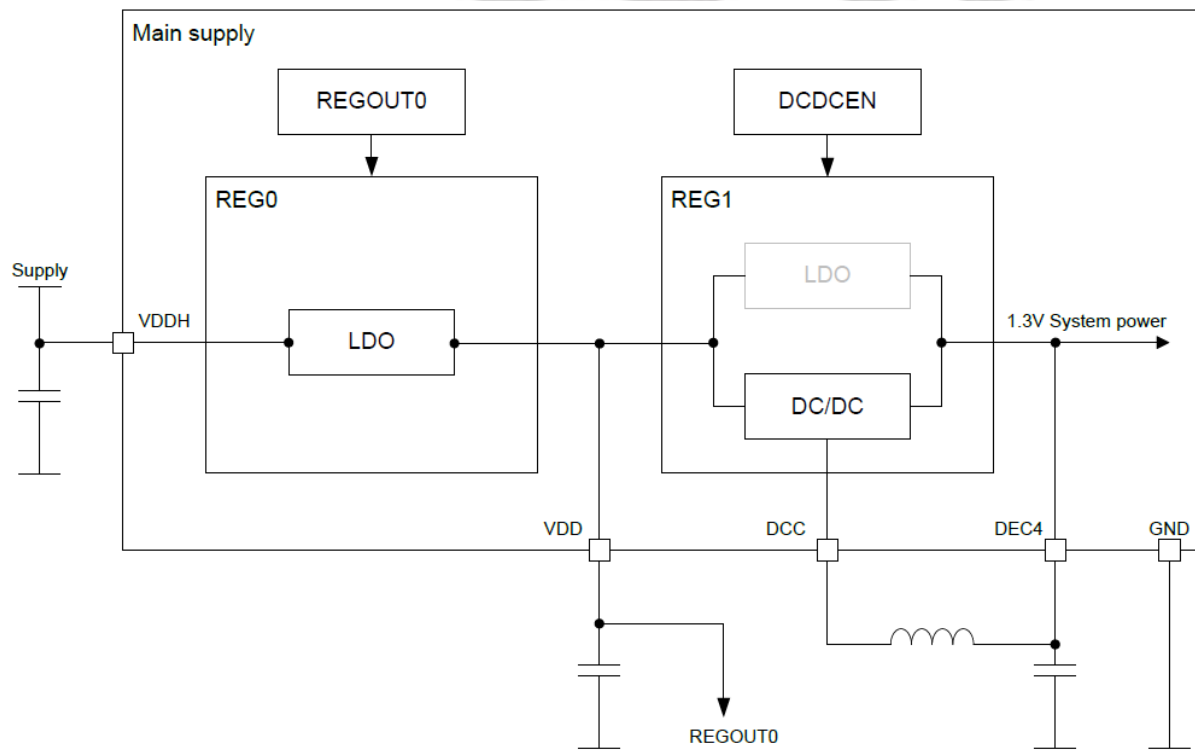 Main supply
REGOUT0
DCDCEN
REG0
REG1
LDO
Supply
VDDH
LDO
1.3V System power
DC/DC
VDD
DCC
DEC4
GND
REGOUT0